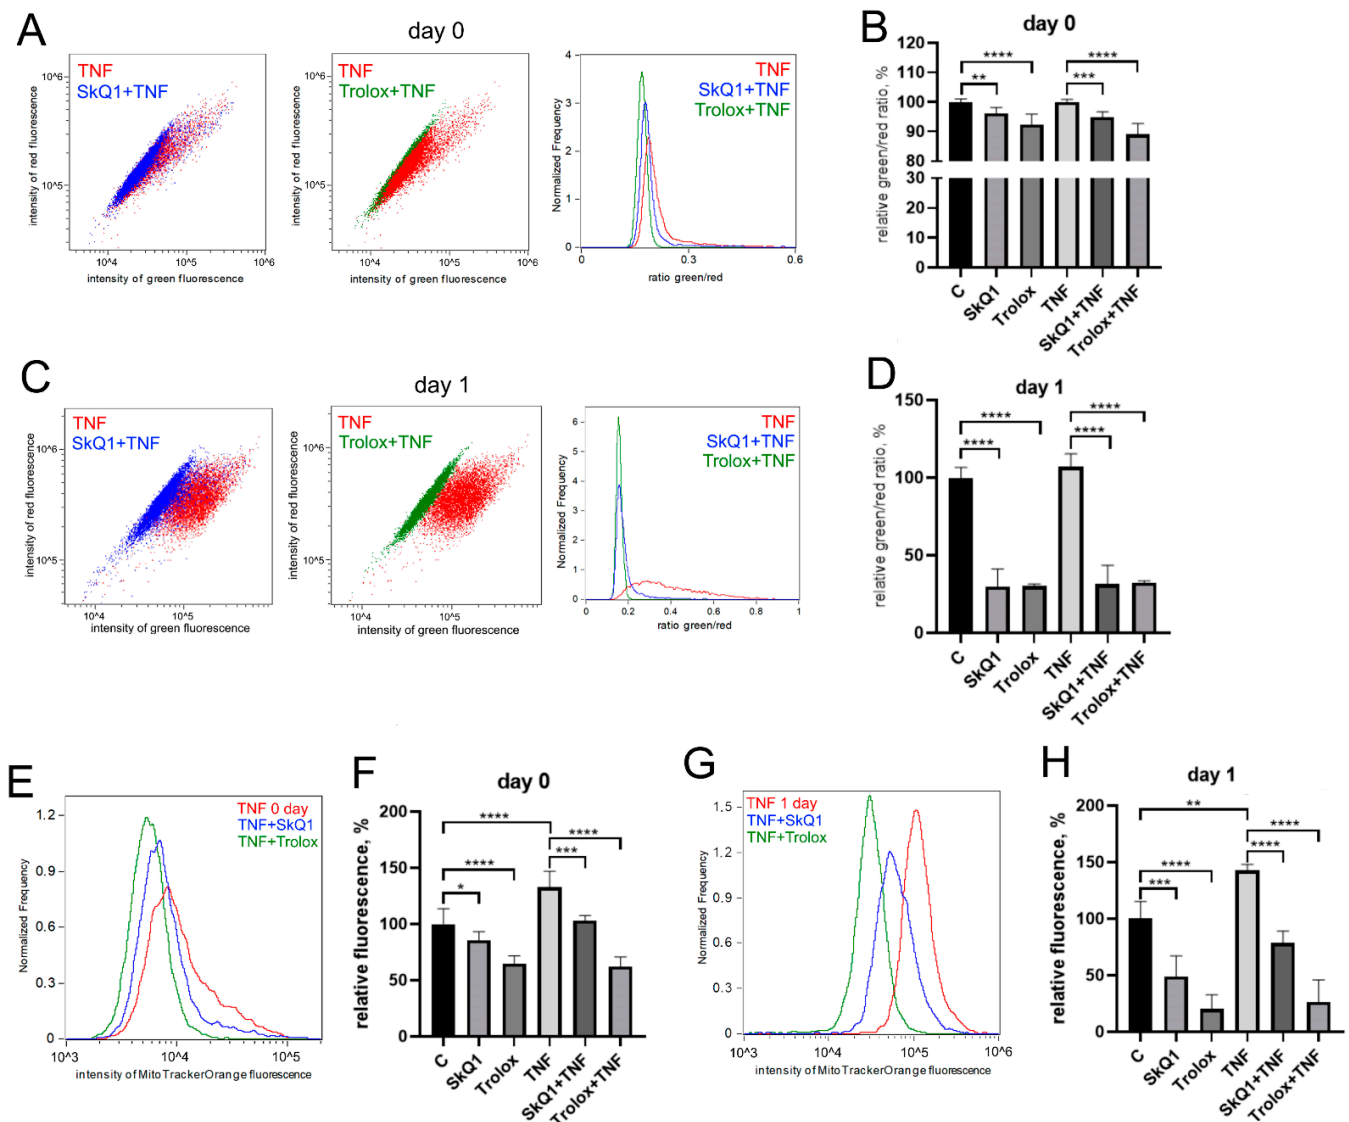 A
day 0
10^6
10^5
intensity of red fluorescence
TNF
SkQ1+TNF
10^4
10^5
10^6
intensity of green fluorescence
10^6
10^5
intensity of red fluorescence
TNF
Trolox+TNF
10^4
10^5
10^6
intensity of green fluorescence
4
3
2
1
0
Normalized Frequency
TNF
SkQ1+TNF
Trolox+TNF
0
0.3
0.6
ratio green/red
B
day 0
relative green/red ratio, %
120
100
90
80
30
20
10
0
**
****
***
****
C
SkQ1
Trolox
TNF
SkQ1+TNF
Trolox+TNF
C
day 1
10^6
10^5
intensity of red fluorescence
TNF
SkQ1+TNF
10^4
10^5
intensity of green fluorescence
10^6
10^5
intensity of red fluorescence
TNF
Trolox+TNF
10^4
10^5
intensity of green fluorescence
6
5
4
3
2
1
0
Normalized Frequency
TNF
SkQ1+TNF
Trolox+TNF
0
0.2
0.4
0.6
0.8
1
ratio green/red
D
day 1
relative green/red ratio, %
150
100
50
0
****
****
****
****
C
SkQ1
Trolox
TNF
SkQ1+TNF
Trolox+TNF
E
1.2
0.9
0.6
0.3
0
Normalized Frequency
TNF 0 day
TNF+SkQ1
TNF+Trolox
10^3
10^4
10^5
intensity of MitoTrackerOrange fluorescence
F
day 0
relative fluorescence, %
200
150
100
50
0
****
****
*
****
***
C
SkQ1
Trolox
TNF
SkQ1+TNF
Trolox+TNF
G
1.5
1.2
0.9
0.6
0.3
0
Normalized Frequency
TNF 1 day
TNF+SkQ1
TNF+Trolox
10^3
10^4
10^5
10^6
intensity of MitoTrackerOrange fluorescence
H
day 1
relative fluorescence, %
200
150
100
50
0
**
****
***
****
****
C
SkQ1
Trolox
TNF
SkQ1+TNF
Trolox+TNF